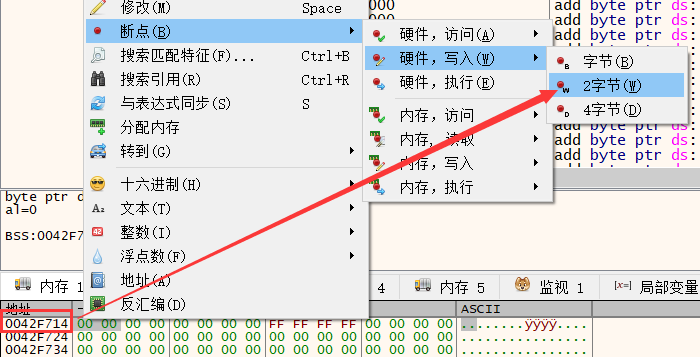 修改(M) Space
断点(B)
搜索匹配特征(F)... Ctrl+B
搜索引用(R) Ctrl+R
与表达式同步(S) S
分配内存
转到(G)
十六进制(H)
文本(T)
整数(I)
浮点数(F)
地址(A)
反汇编(D)
硬件，访问(A)
硬件，写入(W)
硬件，执行(E)
内存，访问
内存，读取
内存，写入
内存，执行
字节(B)
2字节(W)
4字节(D)
000
000
add byte ptr ds:
add byte ptr ds:
add byte ptr ds:
add byte ptr ds:
add byte ptr ds:
add byte ptr ds:
add byte ptr ds:
byte ptr d
al=0
BSS:0042F7
内存 1
4
内存 5
监视 1
[x=] 局部变量
地址
ASCII
0042F714 00 00 00 00 00 00 00 00 FF FF FF FF 00 00 00 00 ........ÿÿÿÿ....
0042F724 00 00 00 00 00 00 00 00 00 00 00 00 00 00 00 00 ................
0042F734 00 00 00 00 00 00 00 00 00 00 00 00 00 00 00 00 ................